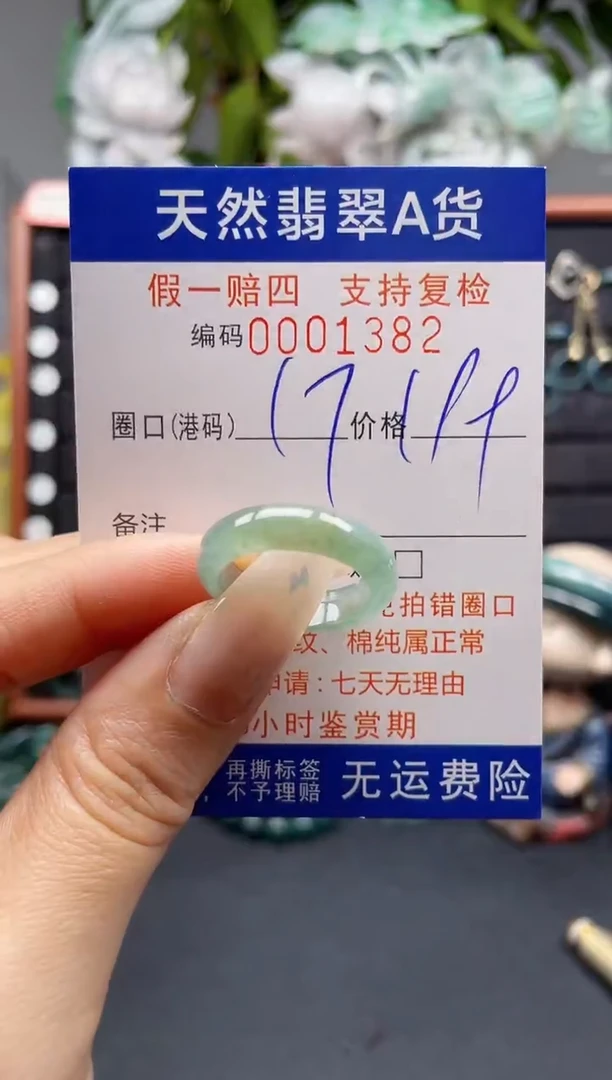 天然翡翠A货
假一赔四 支持复检
编码0001382
圈口(港码) 17 价格 199
备注
拍错圈口
纹、棉纯属正常
申请:七天无理由
小时鉴赏期
再撕标签
不予理赔
无运费险